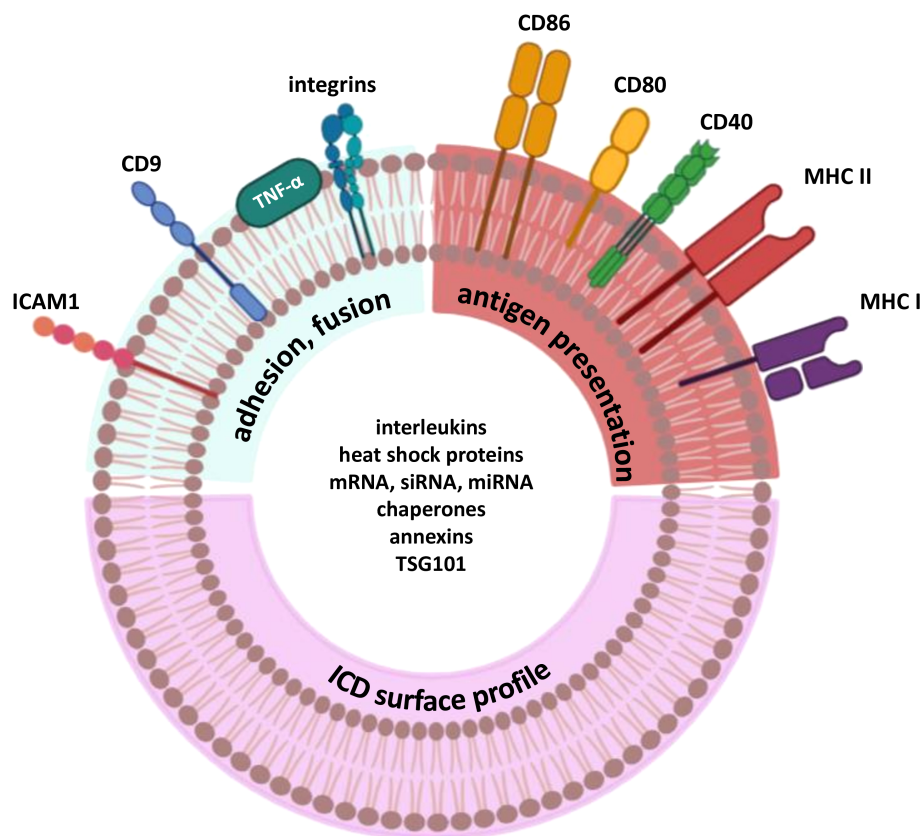 CD86
integrins
CD80
CD40
CD9
TNF-α
MHC II
ICAM1
MHC I
adhesion, fusion
antigen presentation
interleukins
heat shock proteins
mRNA, siRNA, miRNA
chaperones
annexins
TSG101
ICD surface profile